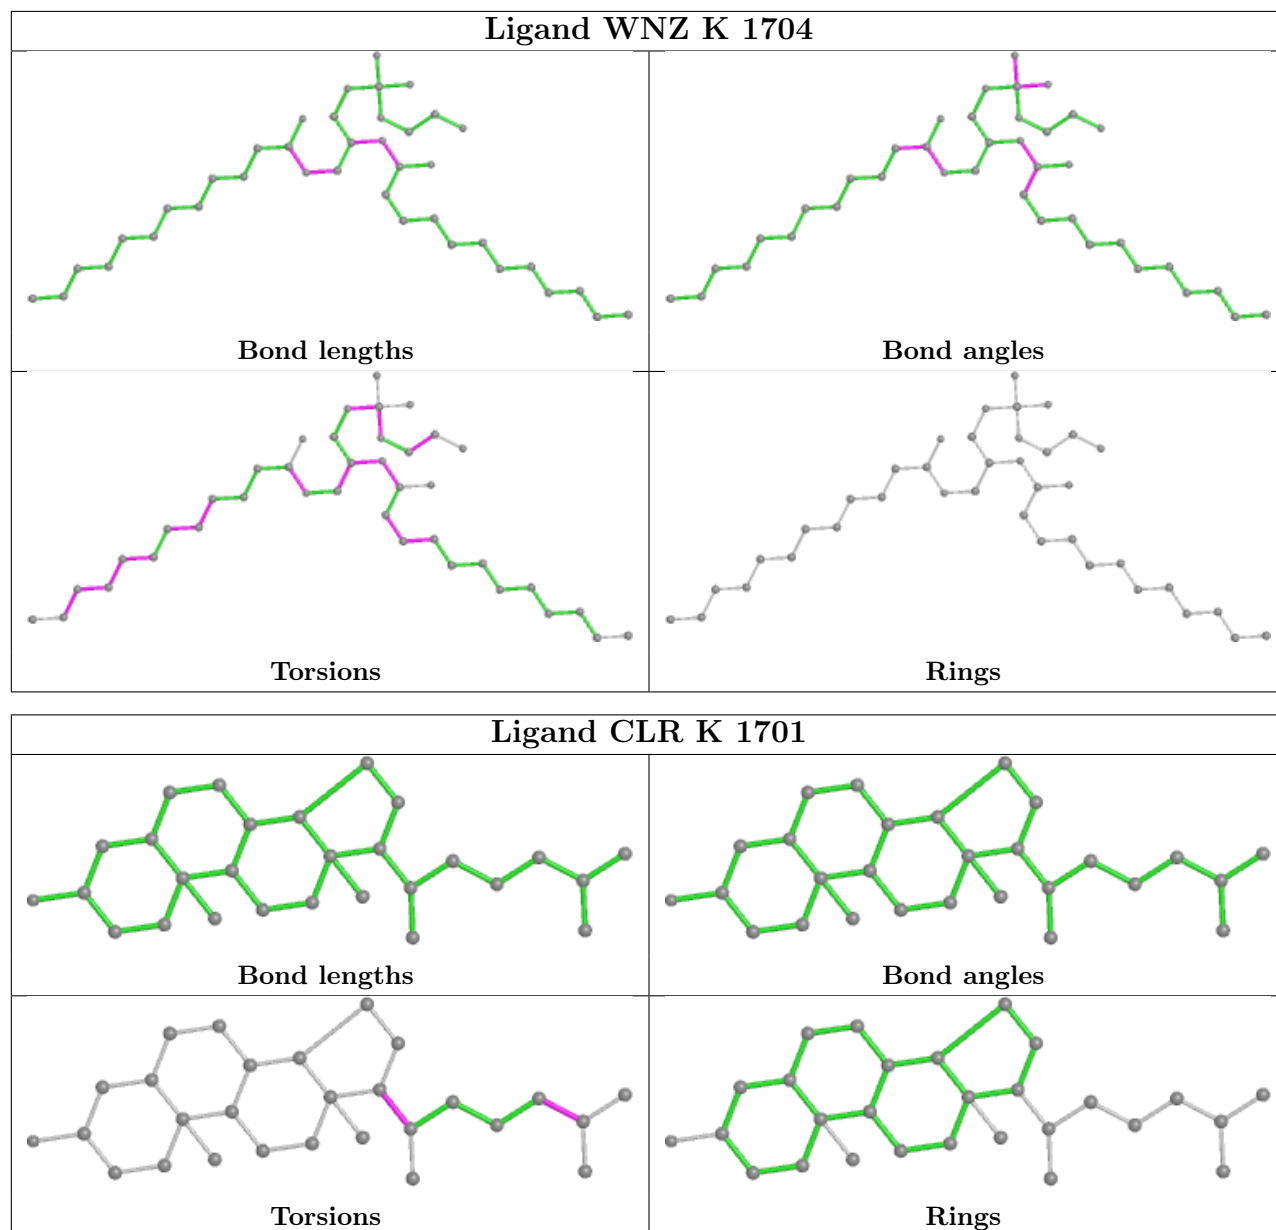 Ligand WNZ K 1704
Bond lengths
Bond angles
Torsions
Rings
Ligand CLR K 1701
Bond lengths
Bond angles
Torsions
Rings